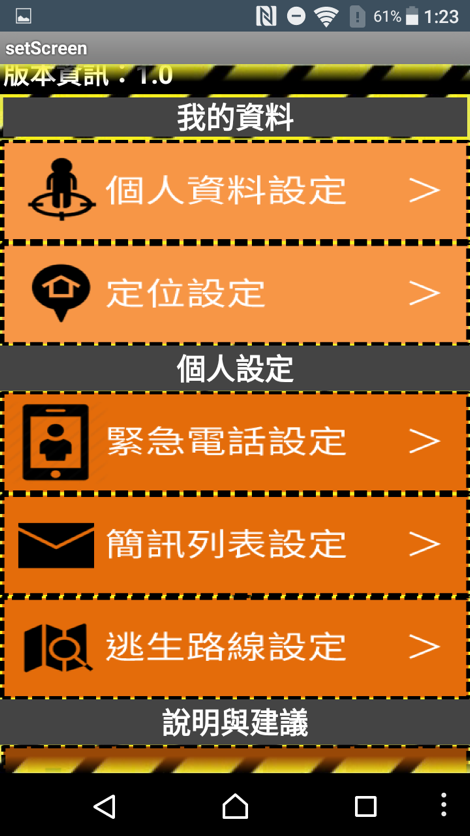 61% 1:23
setScreen
版本資訊：1.0
我的資料
個人資料設定 >
定位設定 >
個人設定
緊急電話設定 >
簡訊列表設定 >
逃生路線設定 >
說明與建議